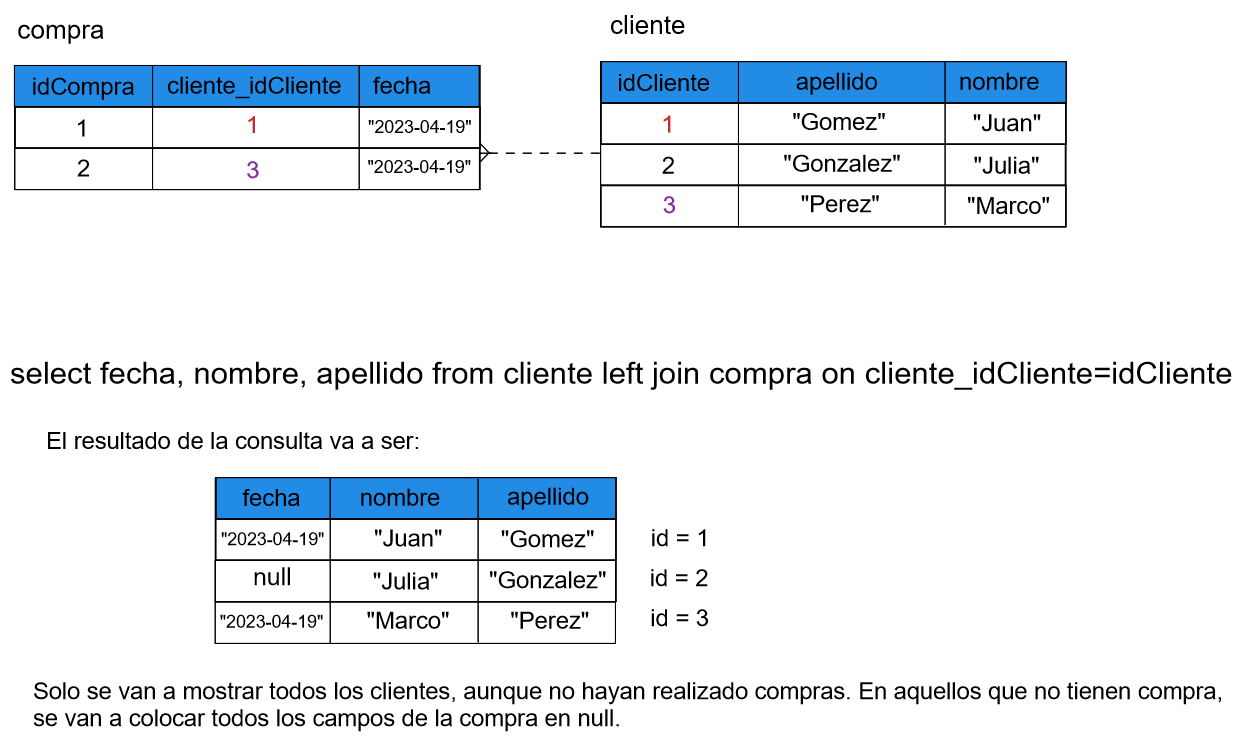 compra
cliente
idCompra cliente_idCliente fecha
1 1 "2023-04-19"
2 3 "2023-04-19"
idCliente apellido nombre
1 "Gomez" "Juan"
2 "Gonzalez" "Julia"
3 "Perez" "Marco"
select fecha, nombre, apellido from cliente left join compra on cliente_idCliente=idCliente
El resultado de la consulta va a ser:
fecha nombre apellido
"2023-04-19" "Juan" "Gomez" id = 1
null "Julia" "Gonzalez" id = 2
"2023-04-19" "Marco" "Perez" id = 3
Solo se van a mostrar todos los clientes, aunque no hayan realizado compras. En aquellos que no tienen compra,
se van a colocar todos los campos de la compra en null.